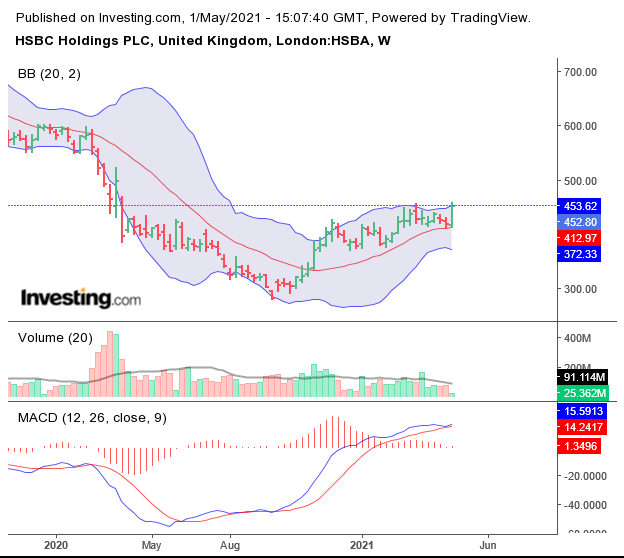 Published on Investing.com, 1/May/2021 - 15:07:40 GMT, Powered by TradingView.
HSBC Holdings PLC, United Kingdom, London:HSBA, W
BB (20, 2)
700.00
600.00
500.00
453.62
452.80
412.97
372.33
300.00
Investing.com
Volume (20)
400M
200M
91.114M
25.362M
MACD (12, 26, close, 9)
15.5913
14.2417
1.3496
-20.0000
-40.0000
-60.0000
2020 May Aug 2021 Jun